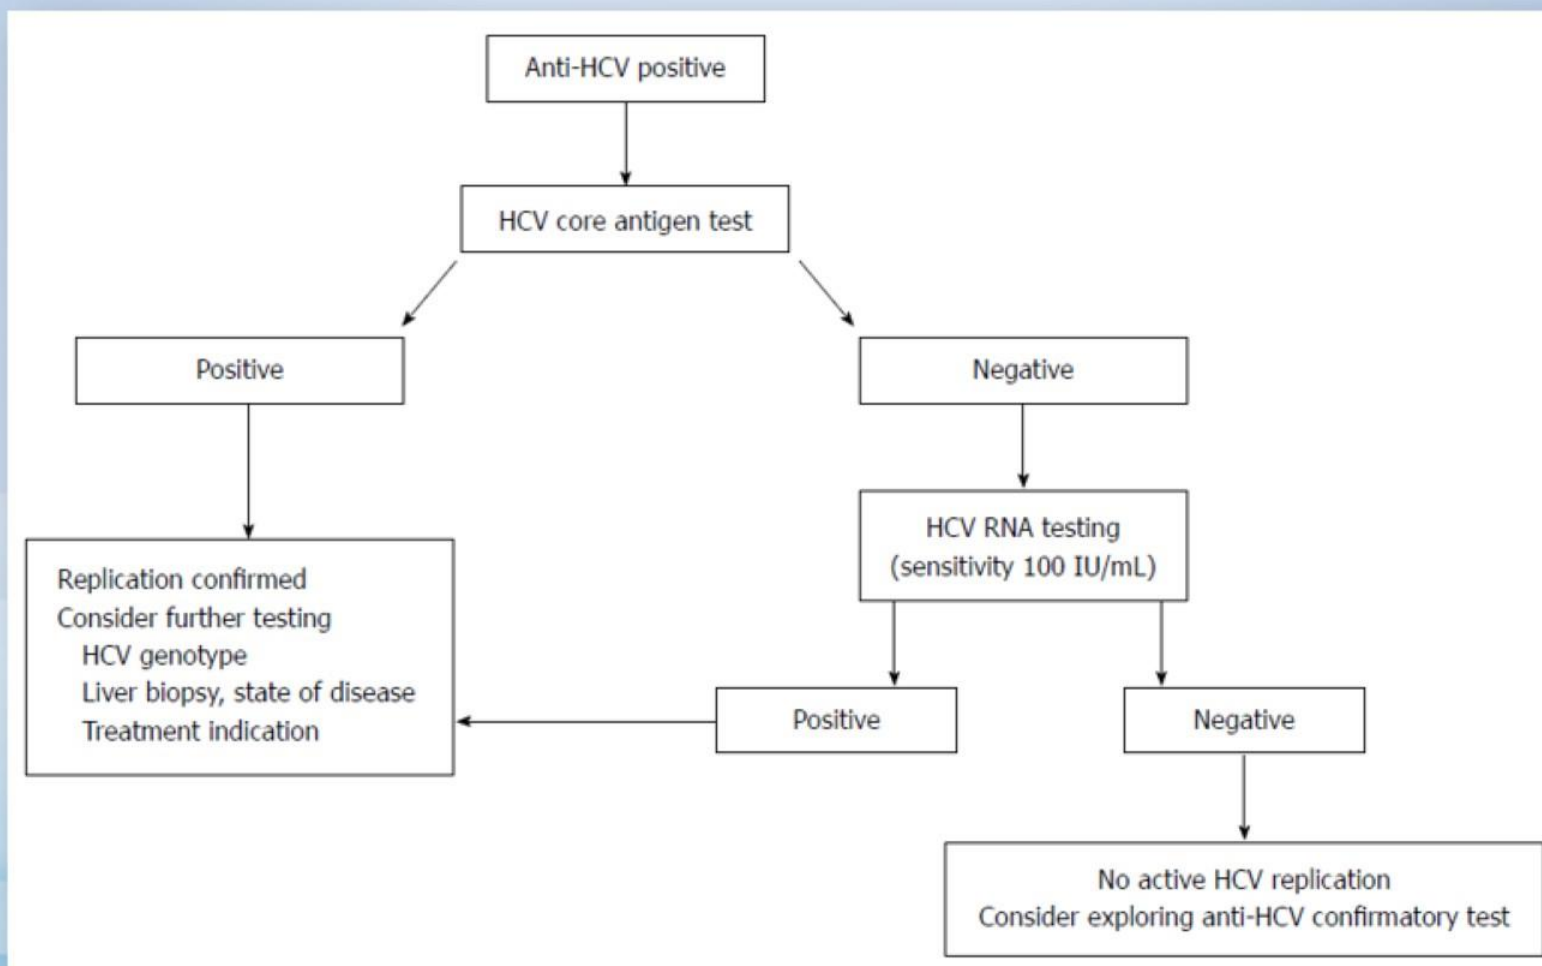 Anti-HCV positive
HCV core antigen test
Positive
Negative
HCV RNA testing
(sensitivity 100 IU/mL)
Replication confirmed
Consider further testing
HCV genotype
Liver biopsy, state of disease
Treatment indication
Positive
Negative
No active HCV replication
Consider exploring anti-HCV confirmatory test